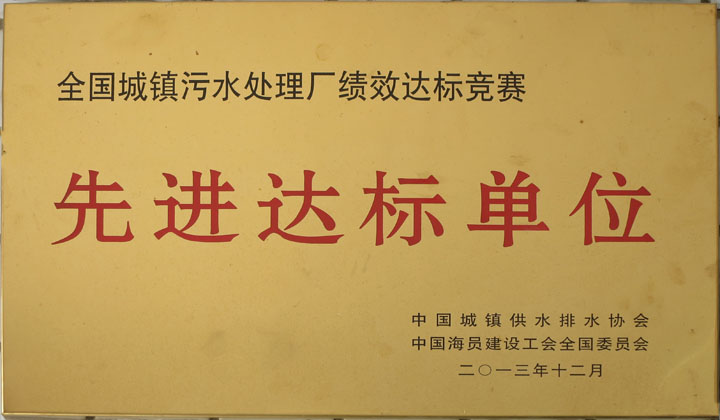 全国城镇污水处理厂绩效达标竞赛
先进达标单位
中国城镇供水排水协会
中国海员建设工会全国委员会
二〇一三年十二月